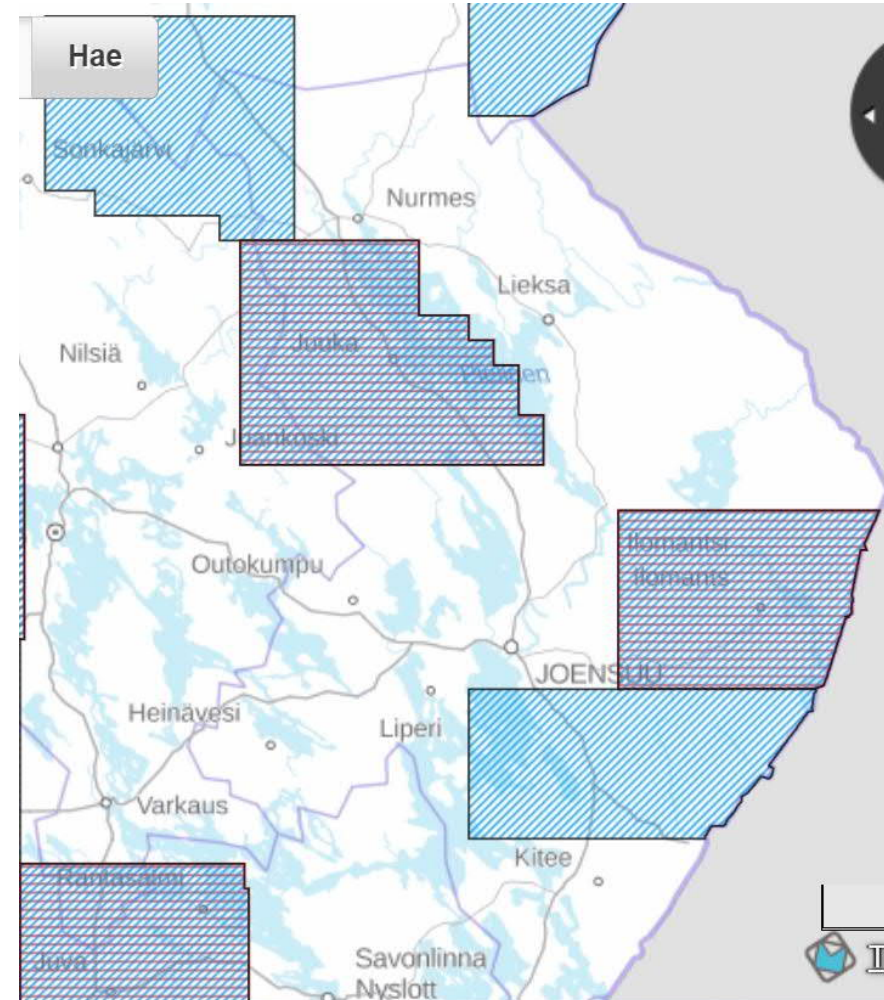 Hae
Sonkajärvi
Nurmes
Lieksa
Juuka
Nilsiä
Pielinen
Juankoski
Ilomantsi
Outokumpu
Ilomants
JOENSUU
Heinävesi
Liperi
Varkaus
Kitee
Rantasalmi
Juva
Savonlinna
Nyslott